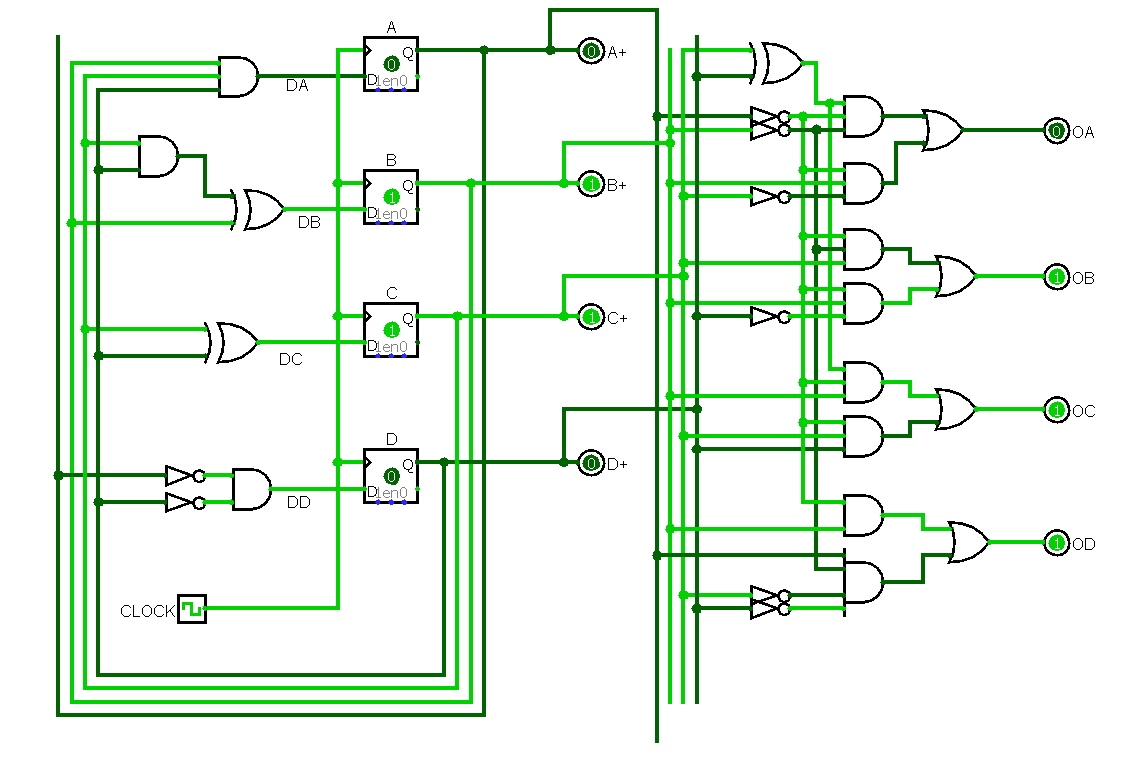 A
Q
0
D len0
A+
0
DA
B
Q
1
D len0
B+
1
DB
C
Q
1
D len0
C+
1
DC
D
Q
0
D len0
D+
0
DD
CLOCK
0 OA
1 OB
1 OC
1 OD